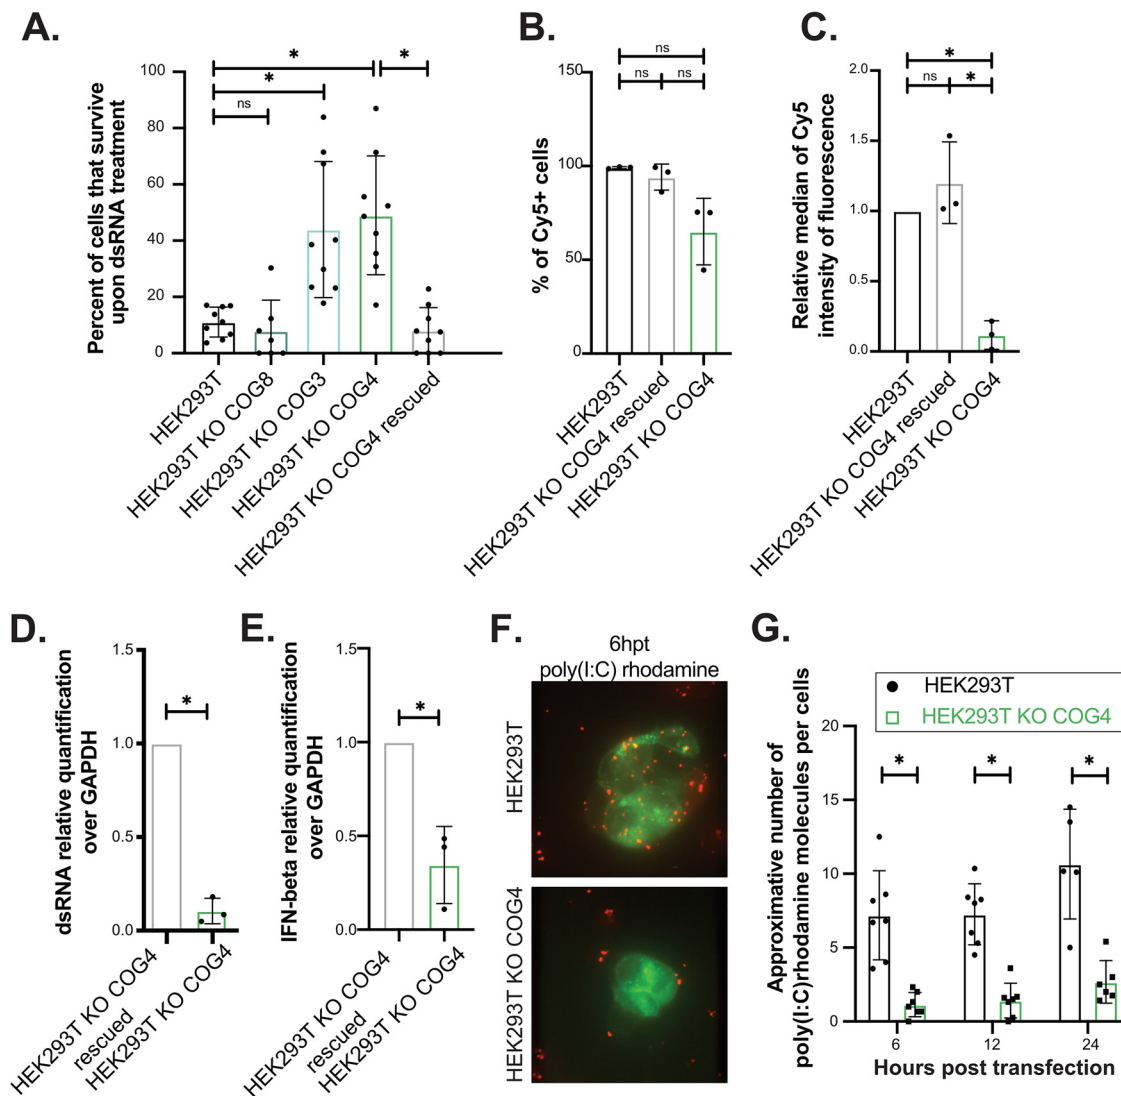 A.
Percent of cells that survive
upon dsRNA treatment
100
80
60
40
20
0
*
*
*
ns
HEK293T
HEK293T KO COG8
HEK293T KO COG3
HEK293T KO COG4
HEK293T KO COG4 rescued
B.
% of Cy5+ cells
150
100
50
0
ns
ns
ns
HEK293T
HEK293T KO COG4 rescued
HEK293T KO COG4
C.
Relative median of Cy5
intensity of fluorescence
2.0
1.5
1.0
0.5
0.0
*
ns
*
HEK293T
HEK293T KO COG4 rescued
HEK293T KO COG4
D.
dsRNA relative quantification
over GAPDH
1.5
1.0
0.5
0.0
*
HEK293T KO COG4
rescued
HEK293T KO COG4
E.
IFN-beta relative quantification
over GAPDH
1.5
1.0
0.5
0.0
*
HEK293T KO COG4
rescued
HEK293T KO COG4
F.
6hpt
poly(I:C) rhodamine
HEK293T
HEK293T KO COG4
G.
HEK293T
HEK293T KO COG4
Approximative number of
poly(I:C)rhodamine molecules per cells
20
15
10
5
0
*
*
*
6
12
24
Hours post transfection